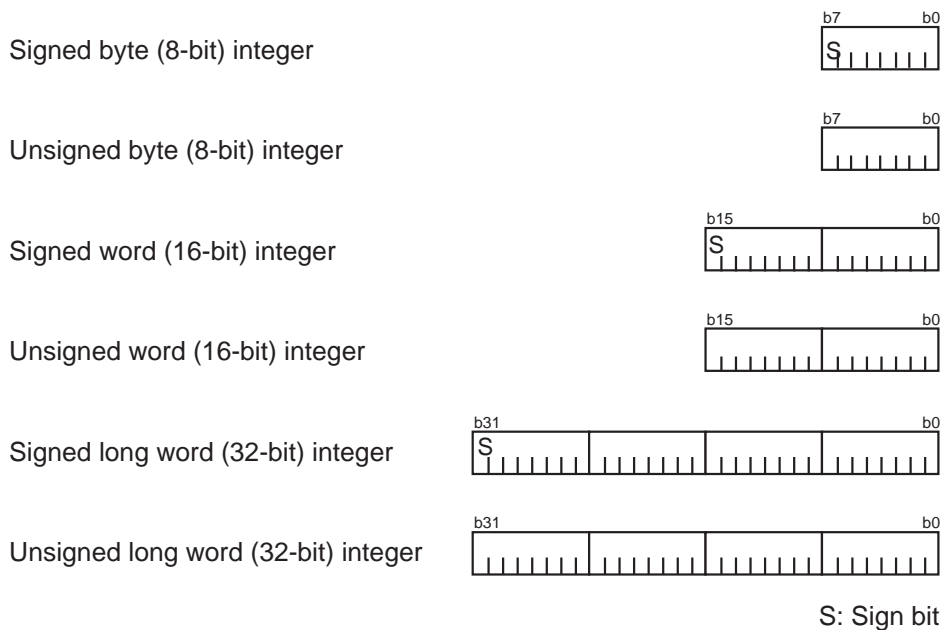 b7 b0
Signed byte (8-bit) integer S
b7 b0
Unsigned byte (8-bit) integer
b15 b0
Signed word (16-bit) integer S
b15 b0
Unsigned word (16-bit) integer
b31 b0
Signed long word (32-bit) integer S
b31 b0
Unsigned long word (32-bit) integer
S: Sign bit